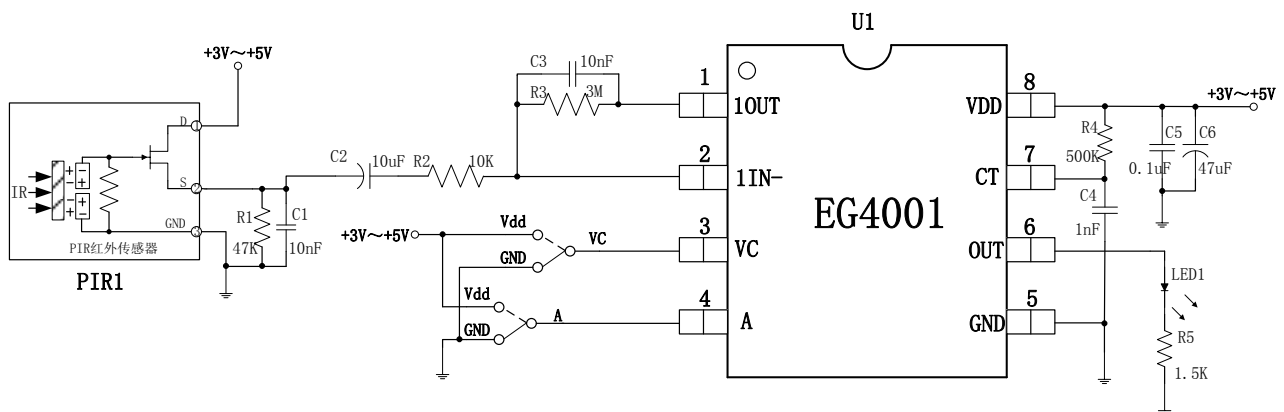 U1
+3V～+5V
C3 10nF
R3 3M
1
1OUT
8
VDD
+3V～+5V
D
R4
500K
C5
0.1uF
C6
47uF
C2 10uF
R2 10K
2
1IN-
7
CT
IR
S
EG4001
C4
1nF
GND
R1
47K
C1
10nF
PIR红外传感器
PIR1
+3V～+5V
Vdd
GND
VC
3
VC
6
OUT
LED1
Vdd
GND
A
4
A
5
GND
R5
1.5K